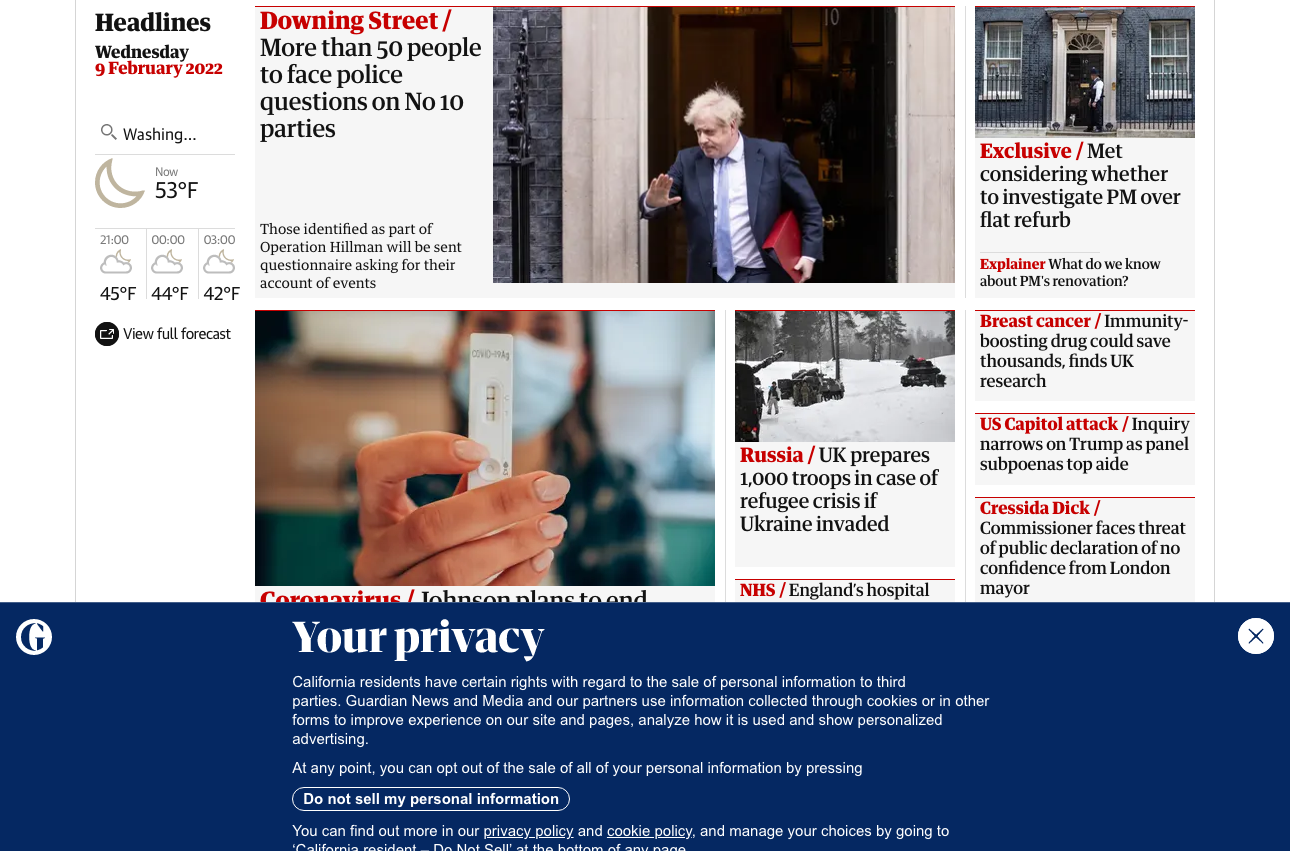 Headlines
Wednesday
9 February 2022
Washing...
Now
53°F
21:00
00:00
03:00
45°F
44°F
42°F
View full forecast
Downing Street /
More than 50 people
to face police
questions on No 10
parties
Those identified as part of
Operation Hillman will be sent
questionnaire asking for their
account of events
10
Exclusive / Met
considering whether
to investigate PM over
flat refurb
Explainer What do we know
about PM's renovation?
COVID-19Ag
Coronavirus / Johnson plans to end
Russia / UK prepares
1,000 troops in case of
refugee crisis if
Ukraine invaded
NHS / England’s hospital
Breast cancer / Immunity-
boosting drug could save
thousands, finds UK
research
US Capitol attack / Inquiry
narrows on Trump as panel
subpoenas top aide
Cressida Dick /
Commissioner faces threat
of public declaration of no
confidence from London
mayor
Your privacy
California residents have certain rights with regard to the sale of personal information to third
parties. Guardian News and Media and our partners use information collected through cookies or in other
forms to improve experience on our site and pages, analyze how it is used and show personalized
advertising.
At any point, you can opt out of the sale of all of your personal information by pressing
Do not sell my personal information
You can find out more in our privacy policy and cookie policy, and manage your choices by going to
‘California resident – Do Not Sell’ at the bottom of any page.